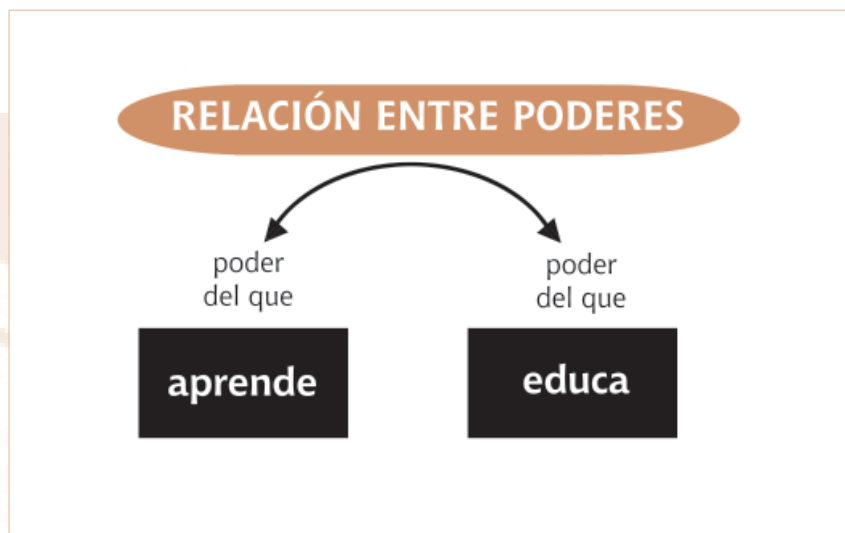 RELACIÓN ENTRE PODERES
poder
del que
aprende
poder
del que
educa